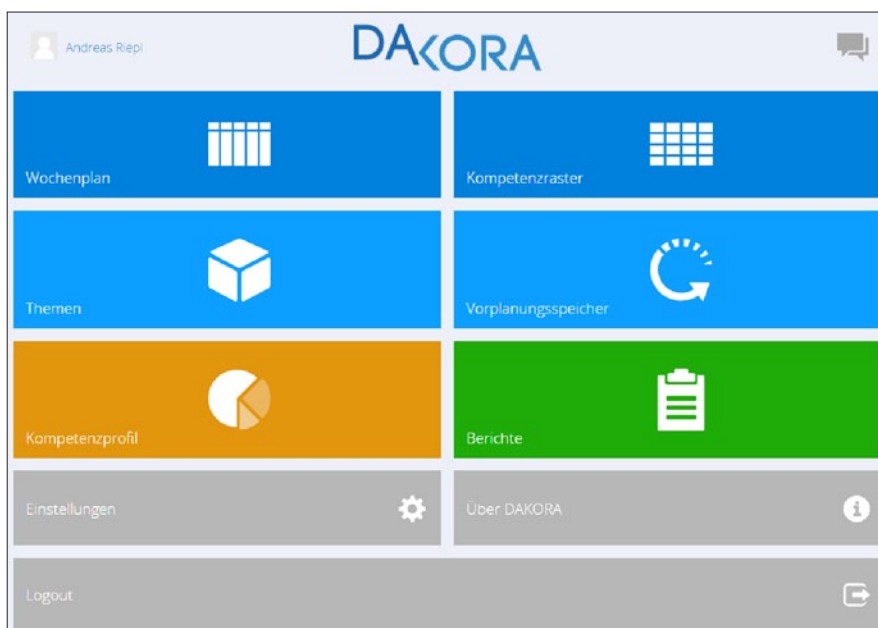 Andreas Riepl
DAKORA
Wochenplan
Kompetenzraster
Themen
Vorplanungsspeicher
Kompetenzprofil
Berichte
Einstellungen
Über DAKORA
Logout